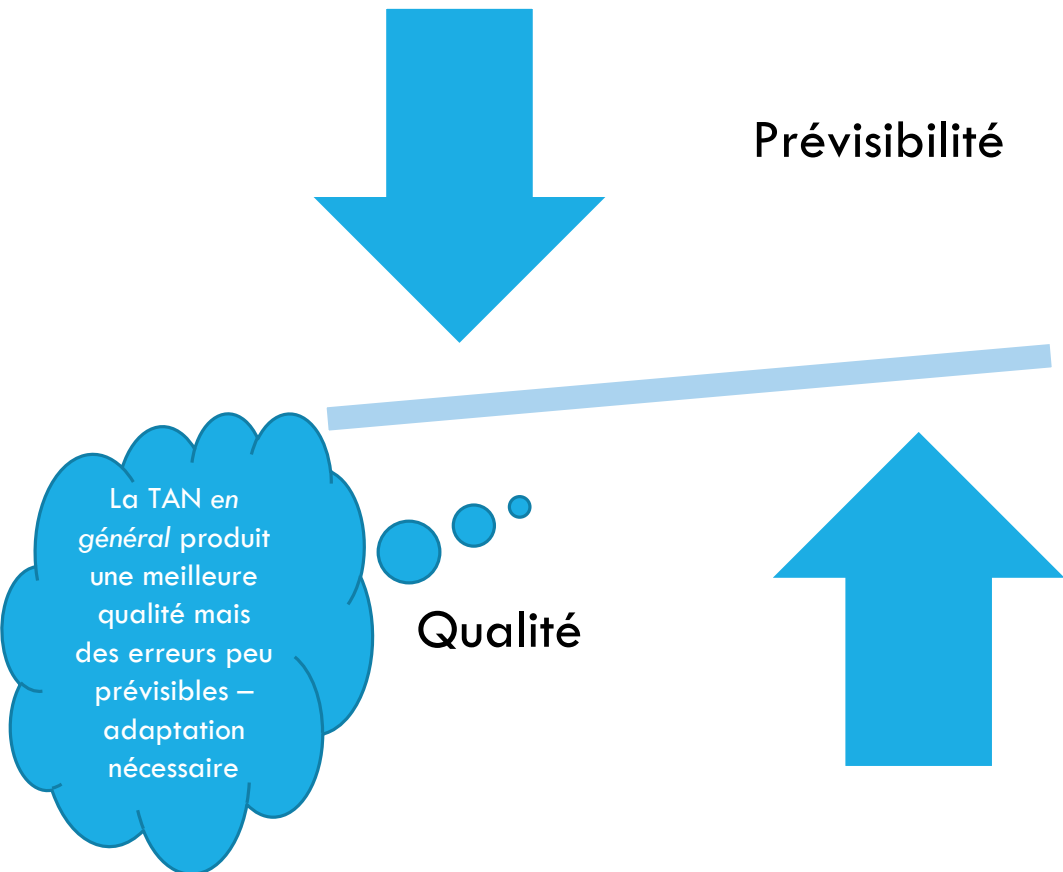 Prévisibilité
La TAN en
général produit
une meilleure
qualité mais
des erreurs peu
prévisibles –
adaptation
nécessaire
Qualité